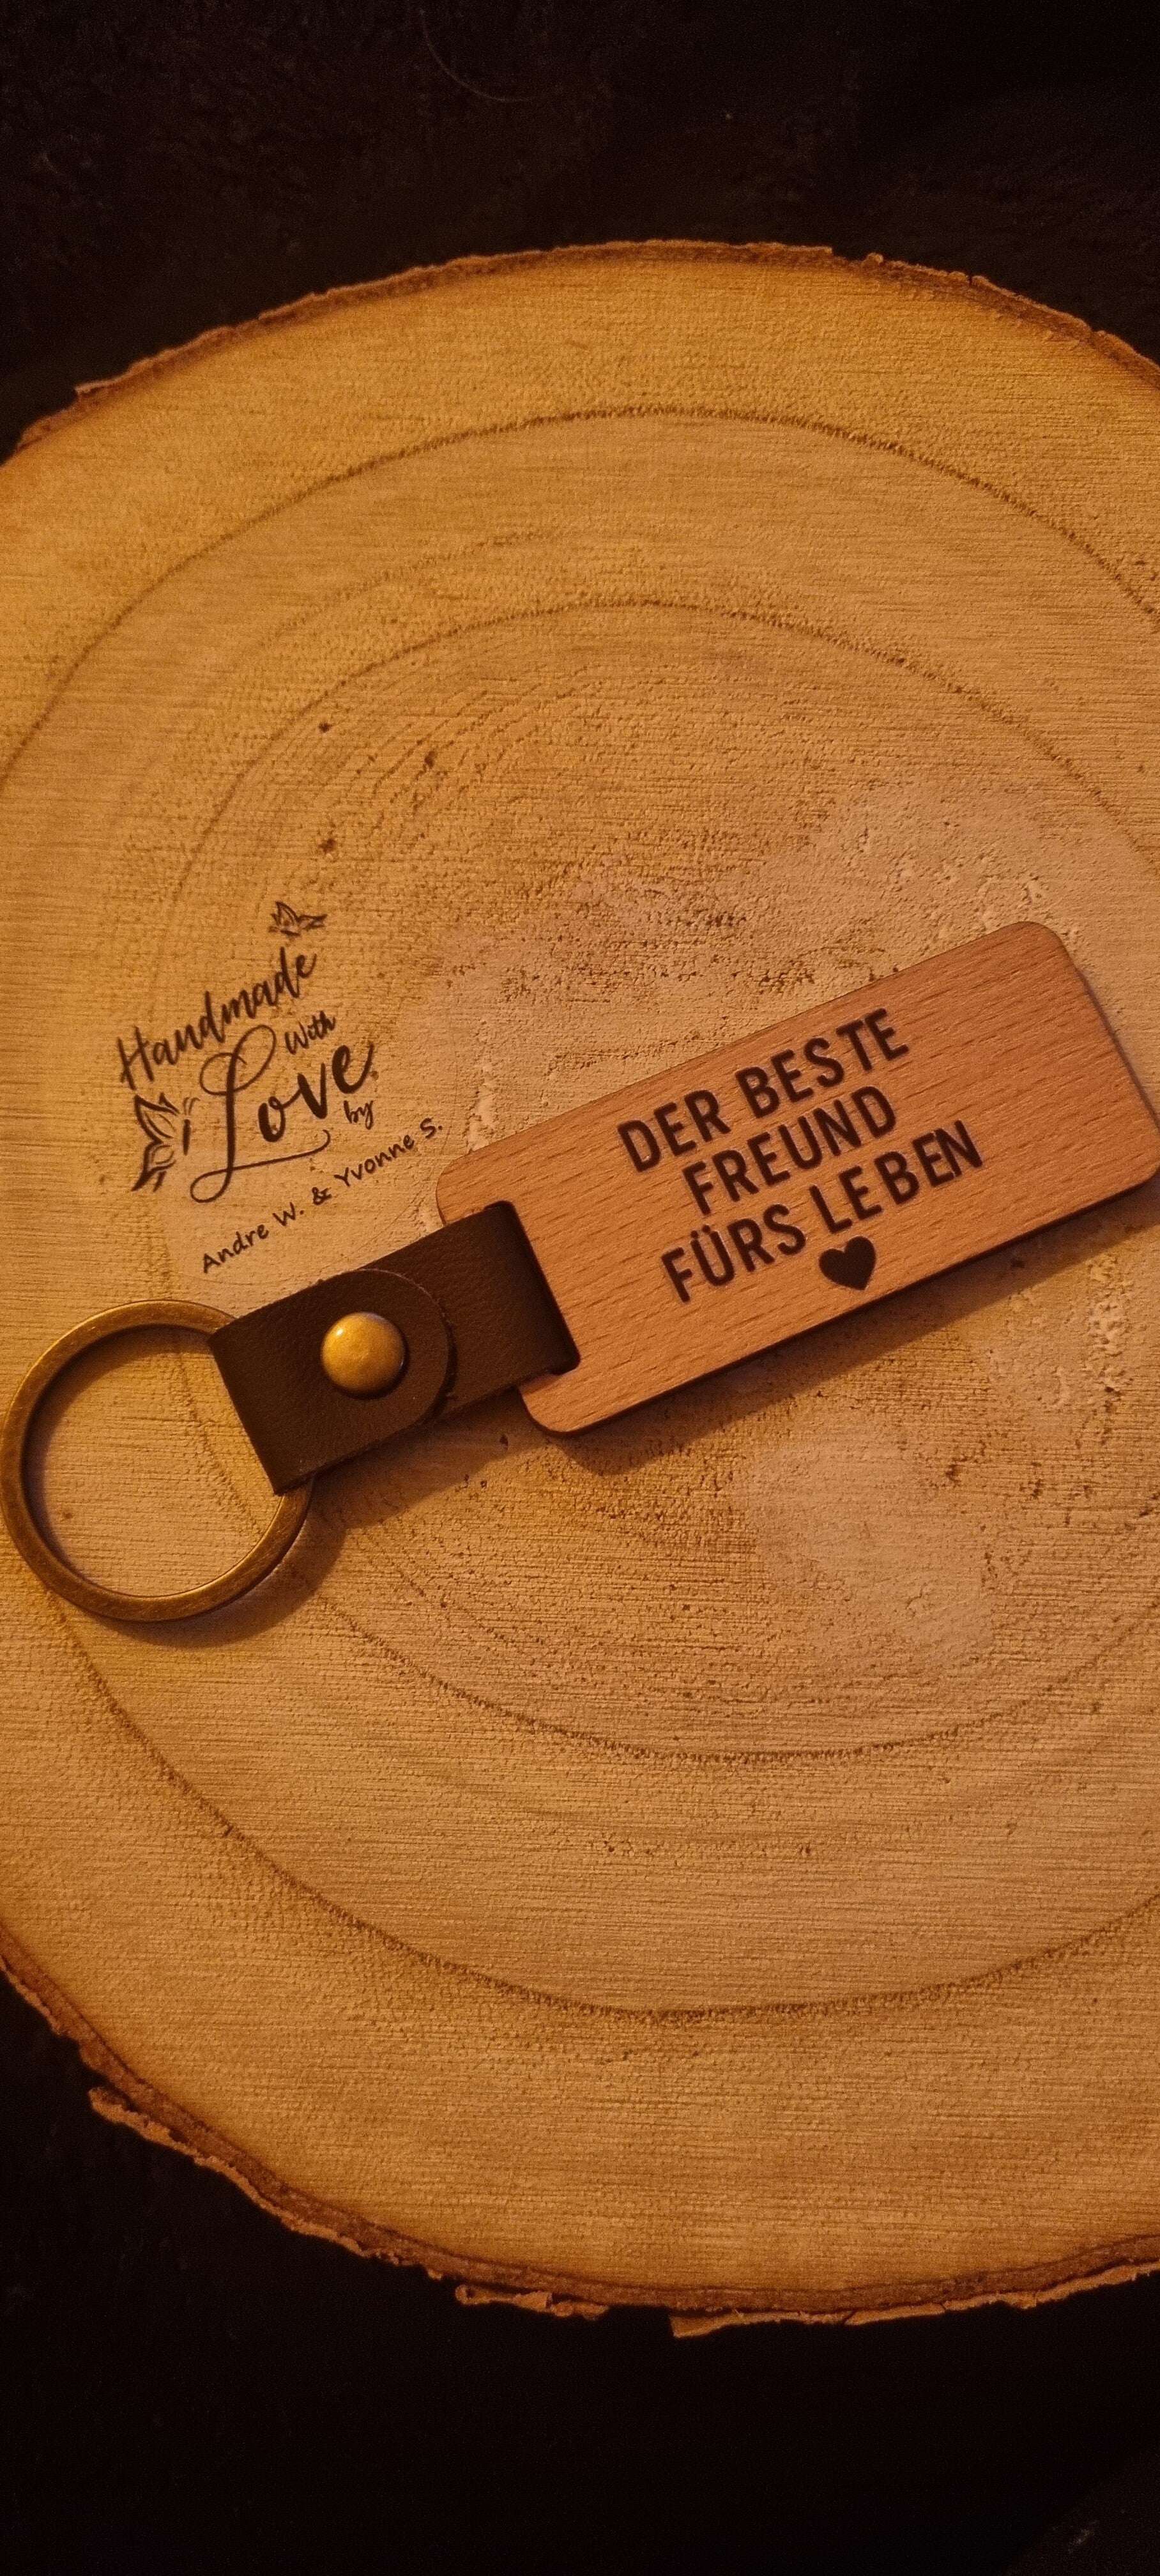 Handmade
With
Love
by
Andre W. & Yvonne S.
DER BESTE
FREUND
FÜRS LEBEN